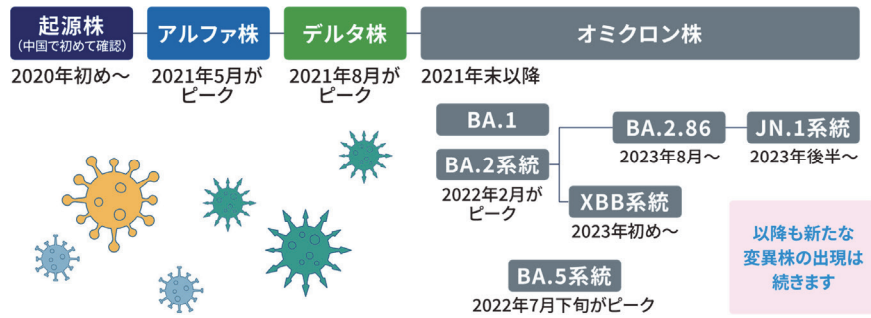 起源株
(中国で初めて確認)
2020年初め~
アルファ株
2021年5月が
ピーク
デルタ株
2021年8月が
ピーク
オミクロン株
2021年末以降
BA.1
BA.2系統
2022年2月が
ピーク
BA.2.86
2023年8月~
JN.1系統
2023年後半~
XBB系統
2023年初め~
BA.5系統
2022年7月下旬がピーク
以降も新たな
変異株の出現は
続きます